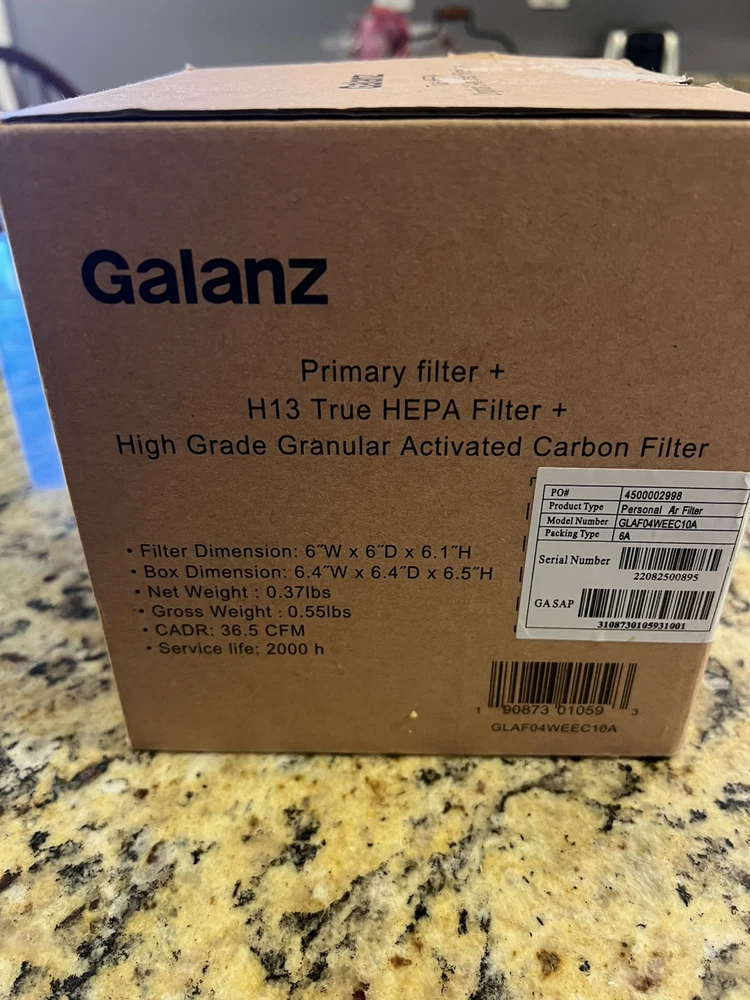 Galanz
Galanz
Primary filter +
H13 True HEPA Filter +
High Grade Granular Activated Carbon Filter
• Filter Dimension: 6″W x 6″D x 6.1″H
• Box Dimension: 6.4″W x 6.4″D x 6.5″H
• Net Weight : 0.37lbs
• Gross Weight : 0.55lbs
• CADR: 36.5 CFM
• Service life: 2000 h
PO# 4500002998
Product Type Personal Ar Filter
Model Number GLAF04WEEC10A
Packing Type 6A
Serial Number
22082500895
GA SAP
3108730105931001
1 90873 01059 3
GLAF04WEEC10A